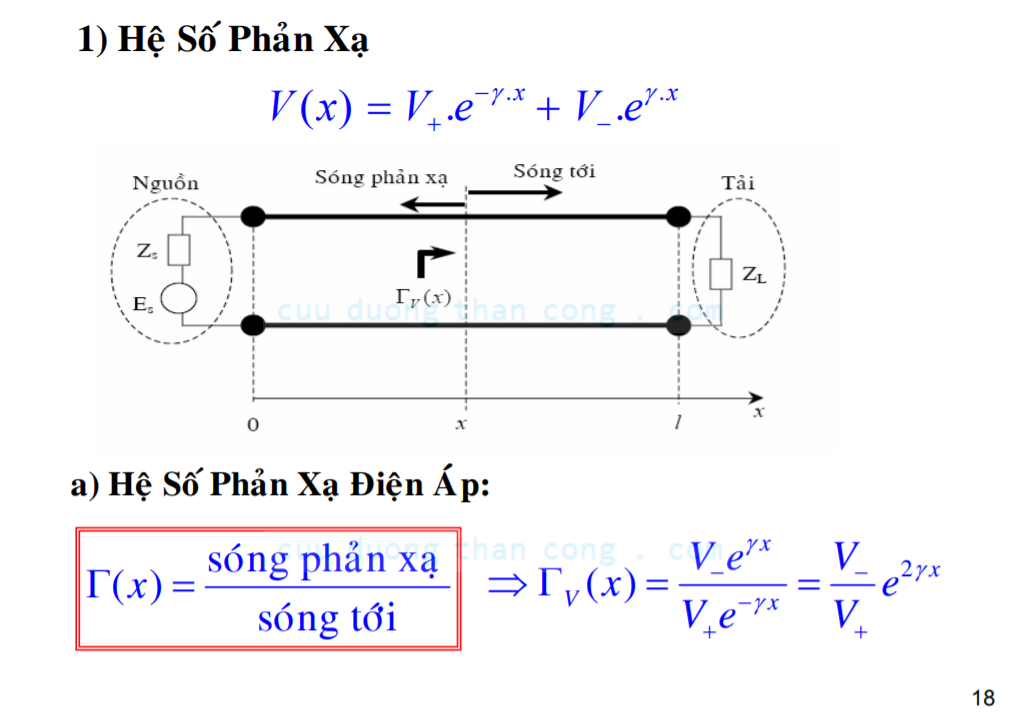 1) Hệ Số Phản Xạ
V(x) = V₊.e^{-γ.x} + V₋.e^{γ.x}
Nguồn
Sóng phản xạ
Sóng tới
Tải
Zₛ
Z_L
Eₛ
Γ_V(x)
cuu duong than cong . com
0
x
l
x
a) Hệ Số Phản Xạ Điện Áp:
cuu duong than cong . com
Γ(x) = sóng phản xạ / sóng tới ⇒ Γ_V(x) = V₋e^{γx} / V₊e^{-γx} = V₋ / V₊ e^{2γx}
18